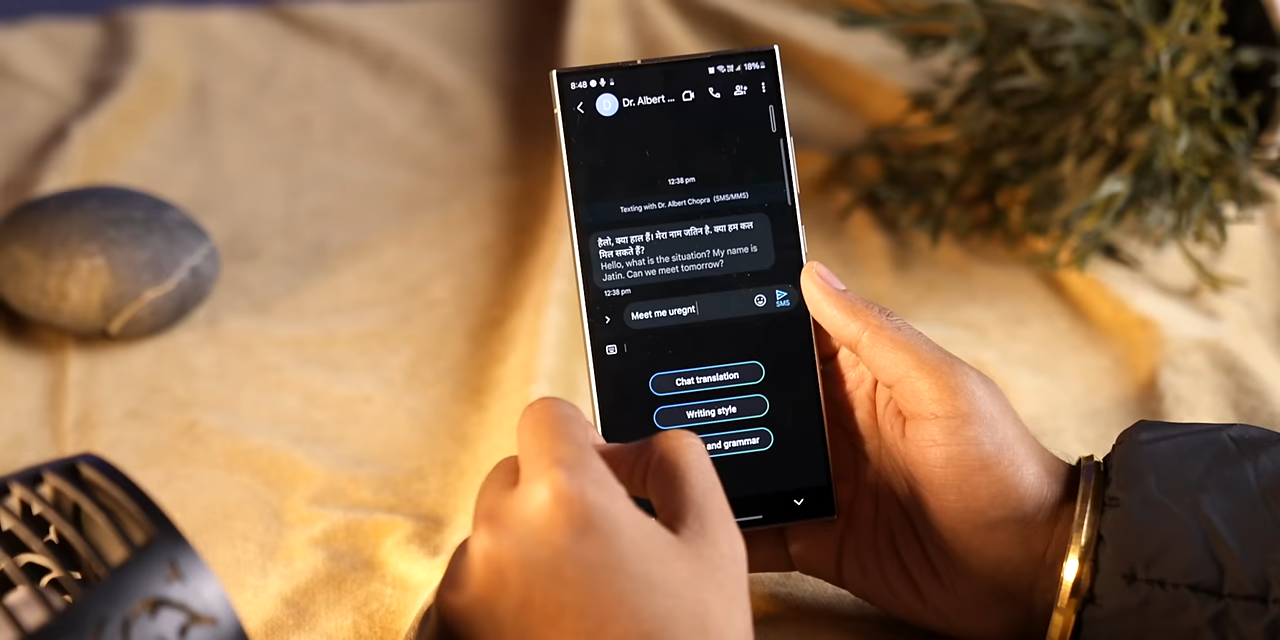 8:48
18%
D
Dr. Albert ...
12:38 pm
Texting with Dr. Albert Chopra (SMS/MMS)
हैलो, क्या हाल हैं। मेरा नाम जतिन है. क्या हम कल
मिल सकते हैं?
Hello, what is the situation? My name is
Jatin. Can we meet tomorrow?
12:38 pm
Meet me uregnt
SMS
Chat translation
Writing style
and grammar